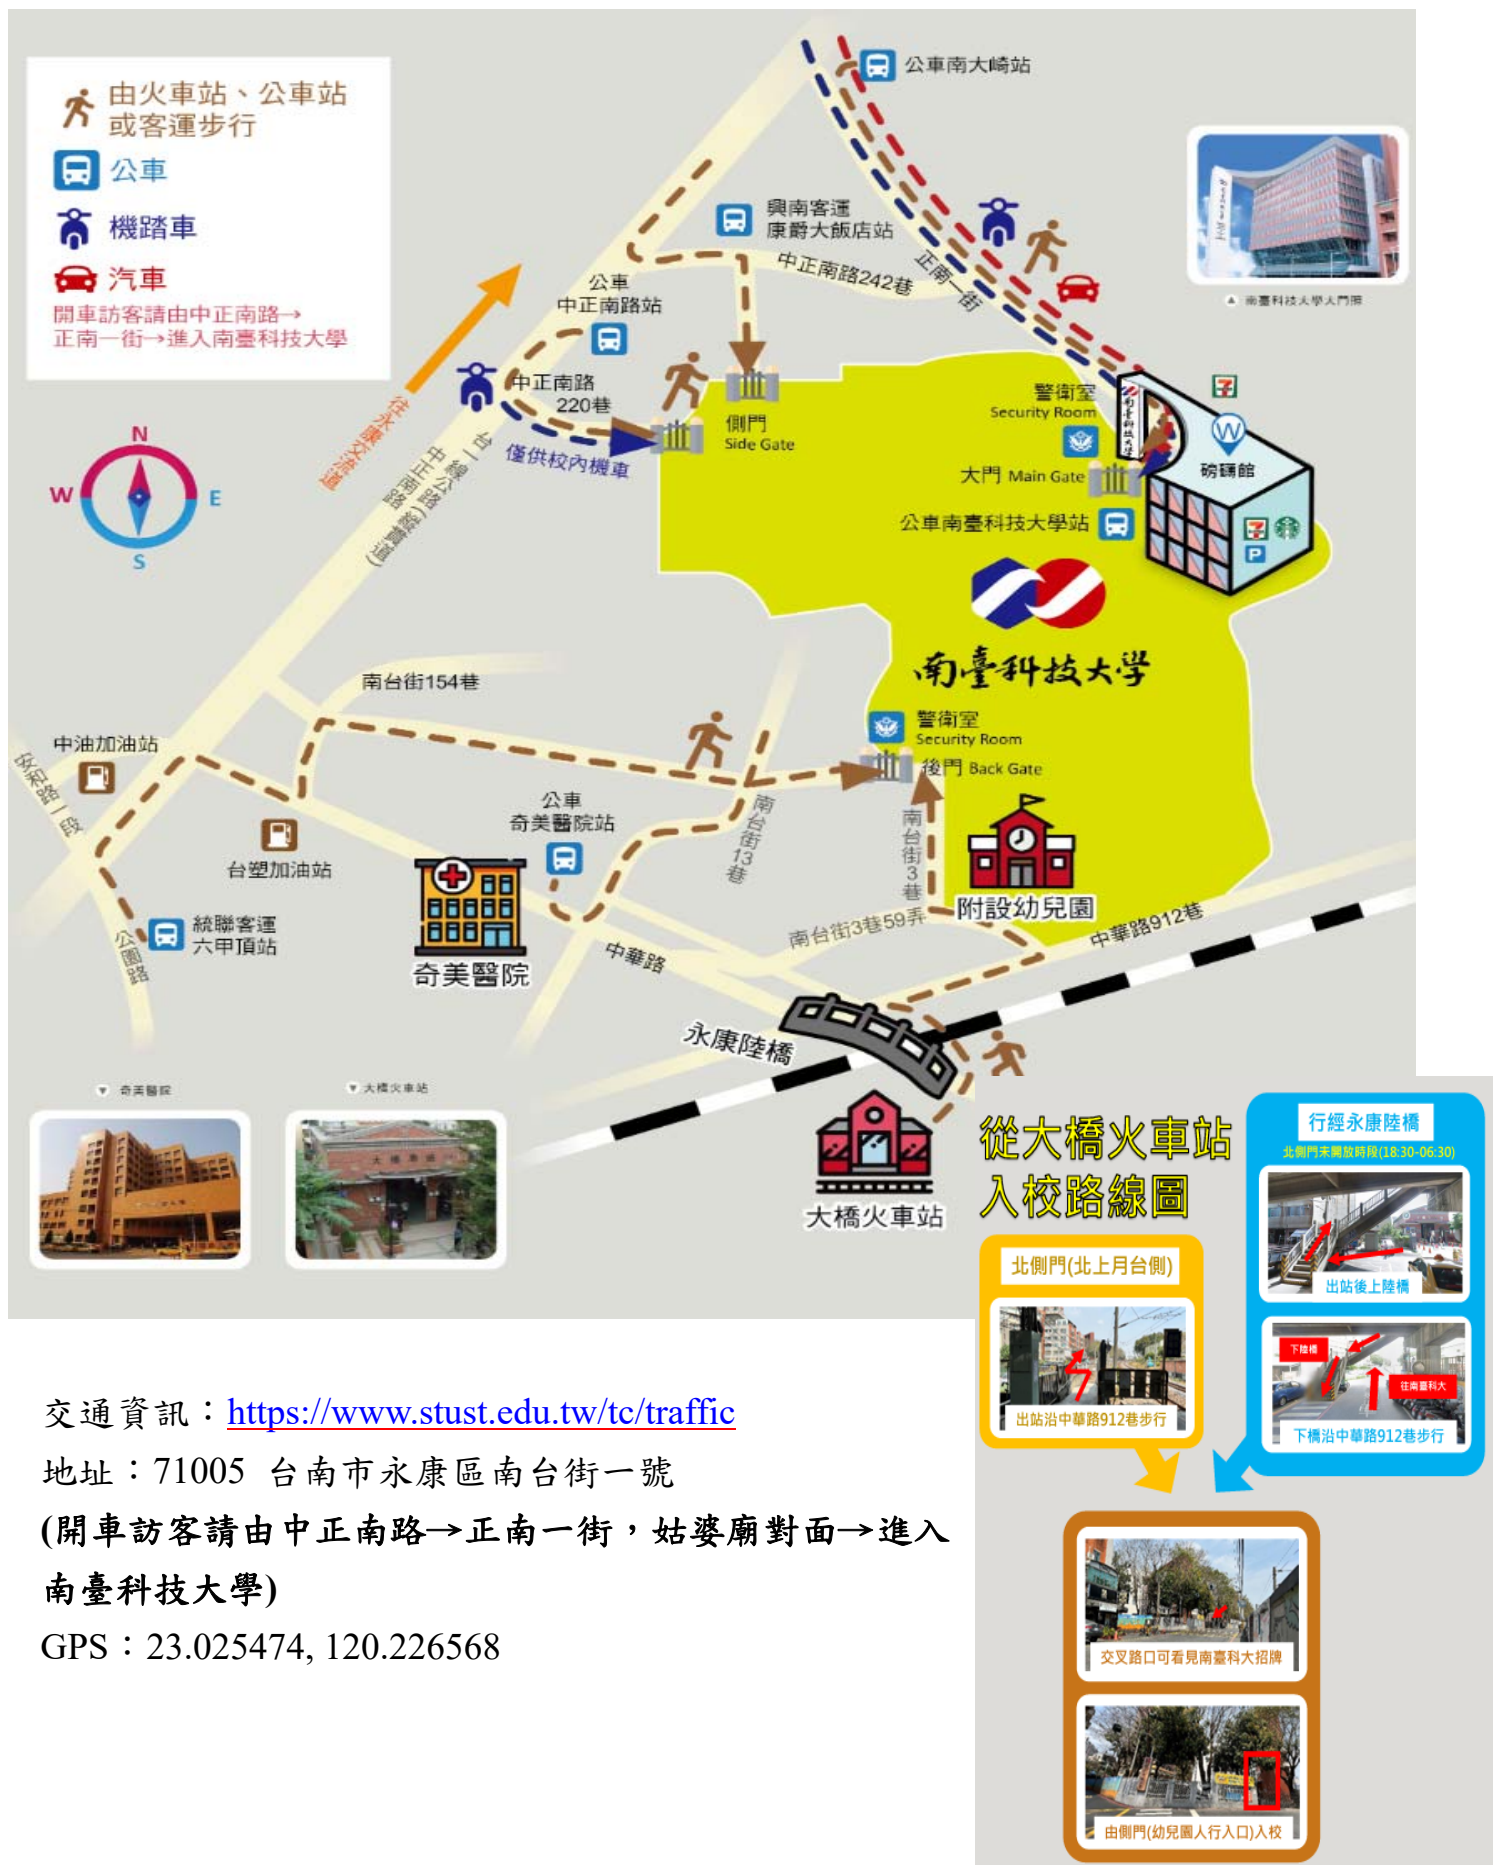 由火車站、公車站
或客運步行
公車
機踏車
汽車
開車訪客請由中正南路→
正南一街→進入南臺科技大學
公車南大崎站
興南客運
康爵大飯店站
中正南路242巷
正南一街
南臺科技大學大門照
公車
中正南路站
中正南路
220巷
僅供校內機車
往永康交流道
台一線公路(縱貫道)
中正南路
側門
Side Gate
警衛室
Security Room
大門 Main Gate
公車南臺科技大學站
南臺科技大學
W
磅礴館
P
N
W
E
S
南臺科技大學
南台街154巷
中油加油站
安和路一段
台塑加油站
公車
奇美醫院站
南台街13巷
警衛室
Security Room
後門 Back Gate
南台街3巷
附設幼兒園
南台街3巷59弄
中華路912巷
統聯客運
六甲頂站
公園路
奇美醫院
中華路
永康陸橋
大橋火車站
奇美醫院
大橋火車站
從大橋火車站
入校路線圖
北側門(北上月台側)
出站沿中華路912巷步行
行經永康陸橋
北側門未開放時段(18:30-06:30)
出站後上陸橋
下陸橋
往南臺科大
下橋沿中華路912巷步行
交叉路口可看見南臺科大招牌
由側門(幼兒園人行入口)入校
交通資訊：https://www.stust.edu.tw/tc/traffic
地址：71005 台南市永康區南台街一號
(開車訪客請由中正南路→正南一街，姑婆廟對面→進入
南臺科技大學)
GPS：23.025474, 120.226568